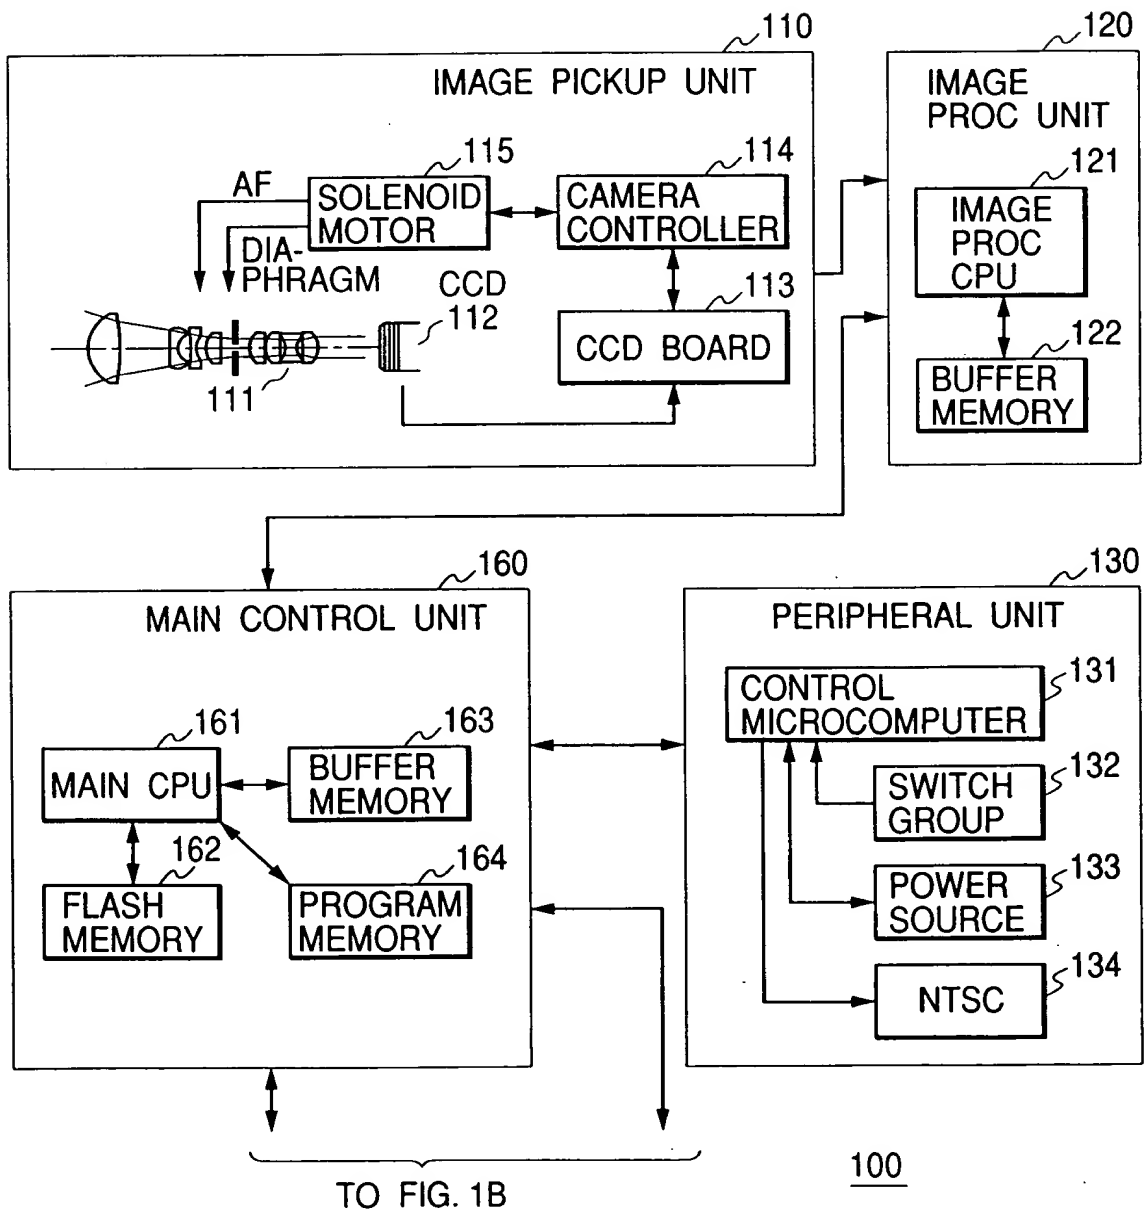 110
IMAGE PICKUP UNIT
115
SOLENOID
MOTOR
114
CAMERA
CONTROLLER
AF
DIA-
PHRAGM
CCD
112
113
CCD BOARD
111
120
IMAGE
PROC UNIT
121
IMAGE
PROC
CPU
122
BUFFER
MEMORY
160
MAIN CONTROL UNIT
161
MAIN CPU
163
BUFFER
MEMORY
162
FLASH
MEMORY
164
PROGRAM
MEMORY
130
PERIPHERAL UNIT
131
CONTROL
MICROCOMPUTER
132
SWITCH
GROUP
133
POWER
SOURCE
134
NTSC
TO FIG. 1B
100